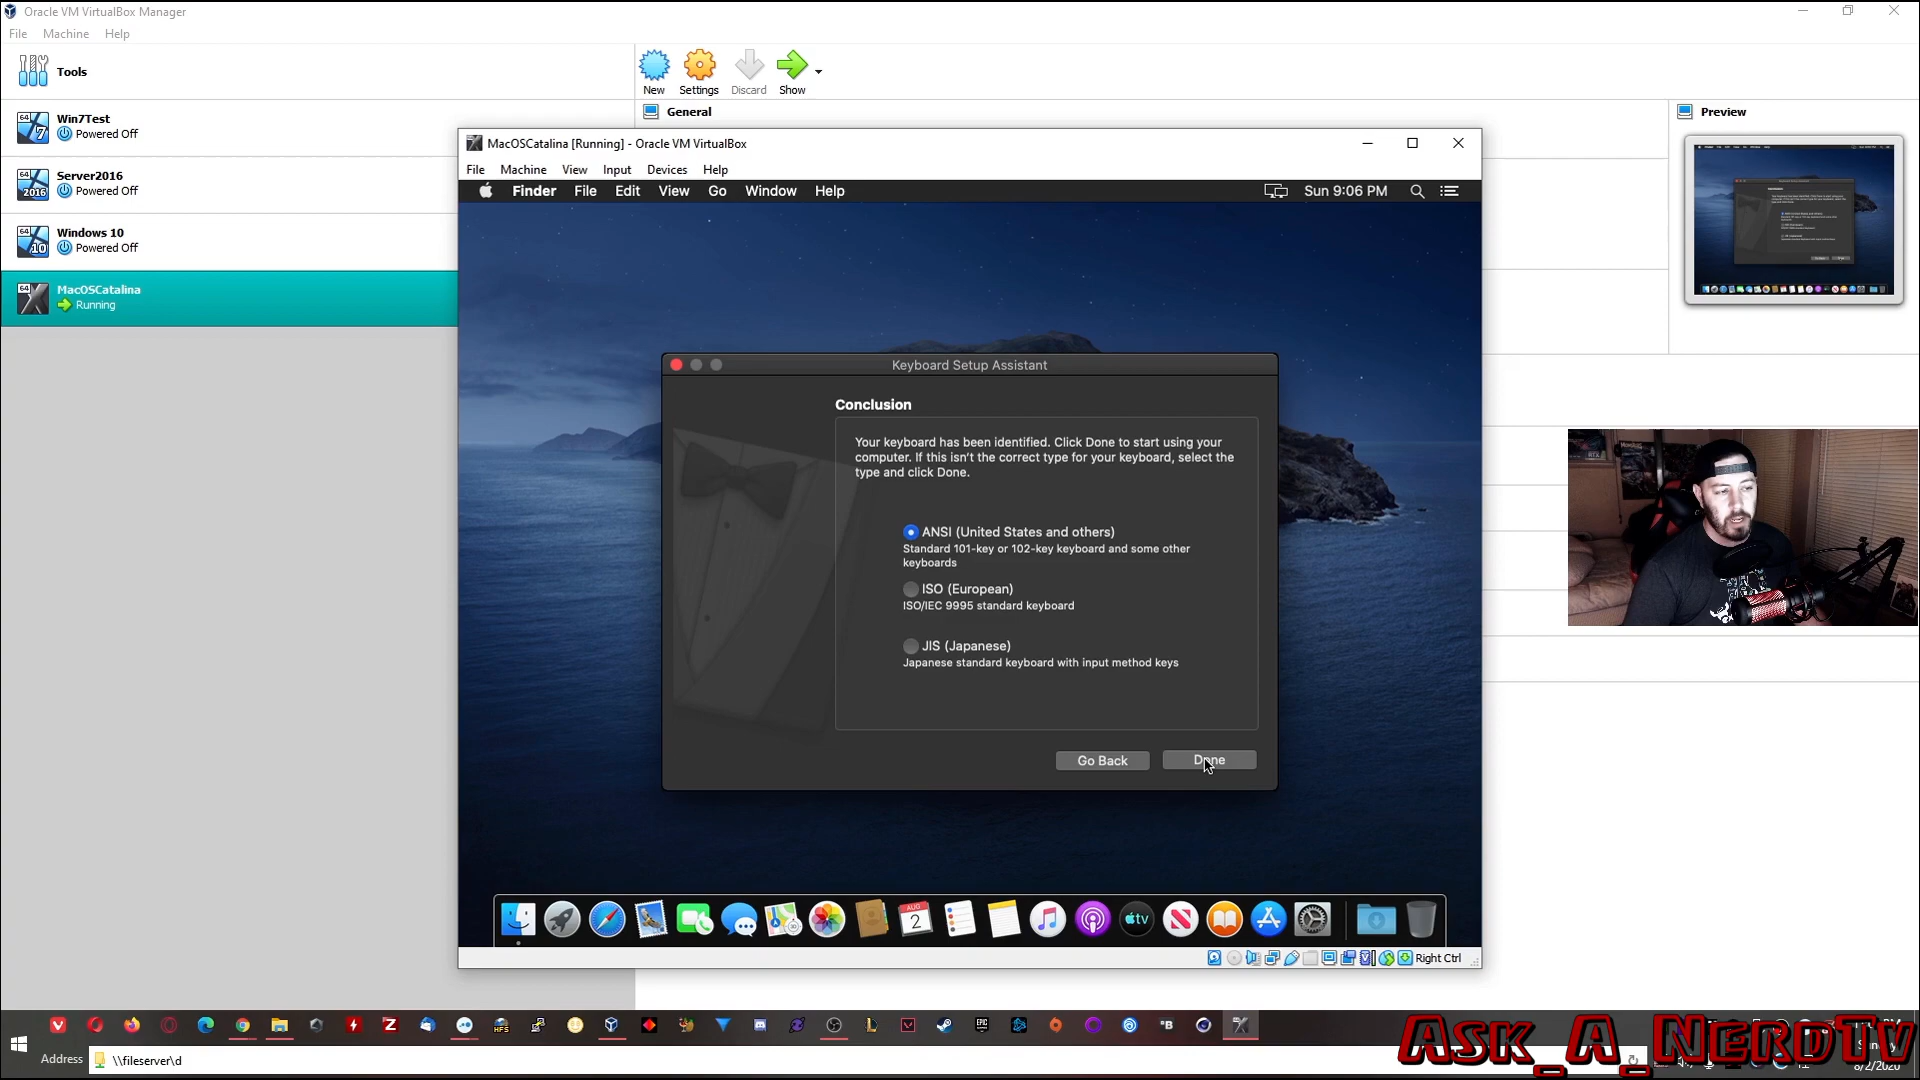 Oracle VM VirtualBox Manager
File Machine Help
Tools
New Settings Discard Show
General
Preview
Win7Test
Powered Off
Server2016
Powered Off
Windows 10
Powered Off
MacOSCatalina
Running
MacOSCatalina [Running] - Oracle VM VirtualBox
File Machine View Input Devices Help
Finder File Edit View Go Window Help Sun 9:06 PM
Keyboard Setup Assistant
Conclusion
Your keyboard has been identified. Click Done to start using your
computer. If this isn't the correct type for your keyboard, select the
type and click Done.
ANSI (United States and others)
Standard 101-key or 102-key keyboard and some other
keyboards
ISO (European)
ISO/IEC 9995 standard keyboard
JIS (Japanese)
Japanese standard keyboard with input method keys
Go Back Done
AUG
2
tv
Right Ctrl
Address \\fileserver\d
Ask_A_NerdTv
8/2/2020